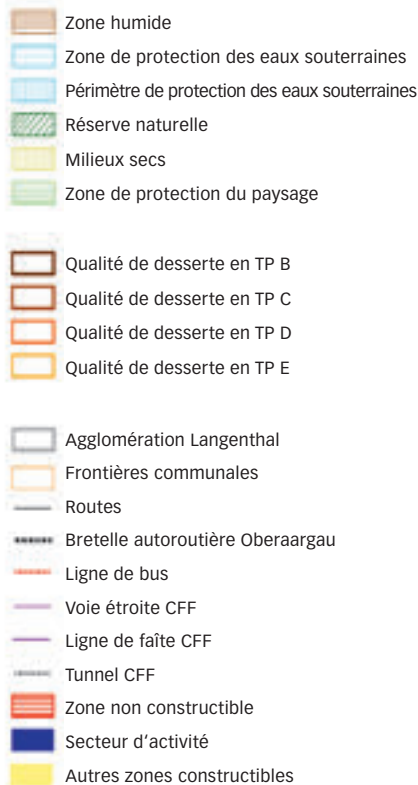 Zone humide
Zone de protection des eaux souterraines
Périmètre de protection des eaux souterraines
Réserve naturelle
Milieux secs
Zone de protection du paysage
Qualité de desserte en TP B
Qualité de desserte en TP C
Qualité de desserte en TP D
Qualité de desserte en TP E
Agglomération Langenthal
Frontières communales
Routes
Bretelle autoroutière Oberaargau
Ligne de bus
Voie étroite CFF
Ligne de faîte CFF
Tunnel CFF
Zone non constructible
Secteur d'activité
Autres zones constructibles